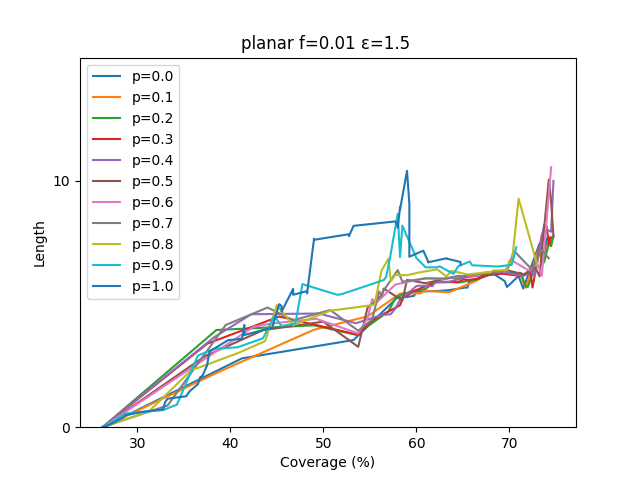 planar f=0.01 ε=1.5
p=0.0
p=0.1
p=0.2
p=0.3
p=0.4
p=0.5
p=0.6
p=0.7
p=0.8
p=0.9
p=1.0
10
0
Length
30 40 50 60 70
Coverage (%)